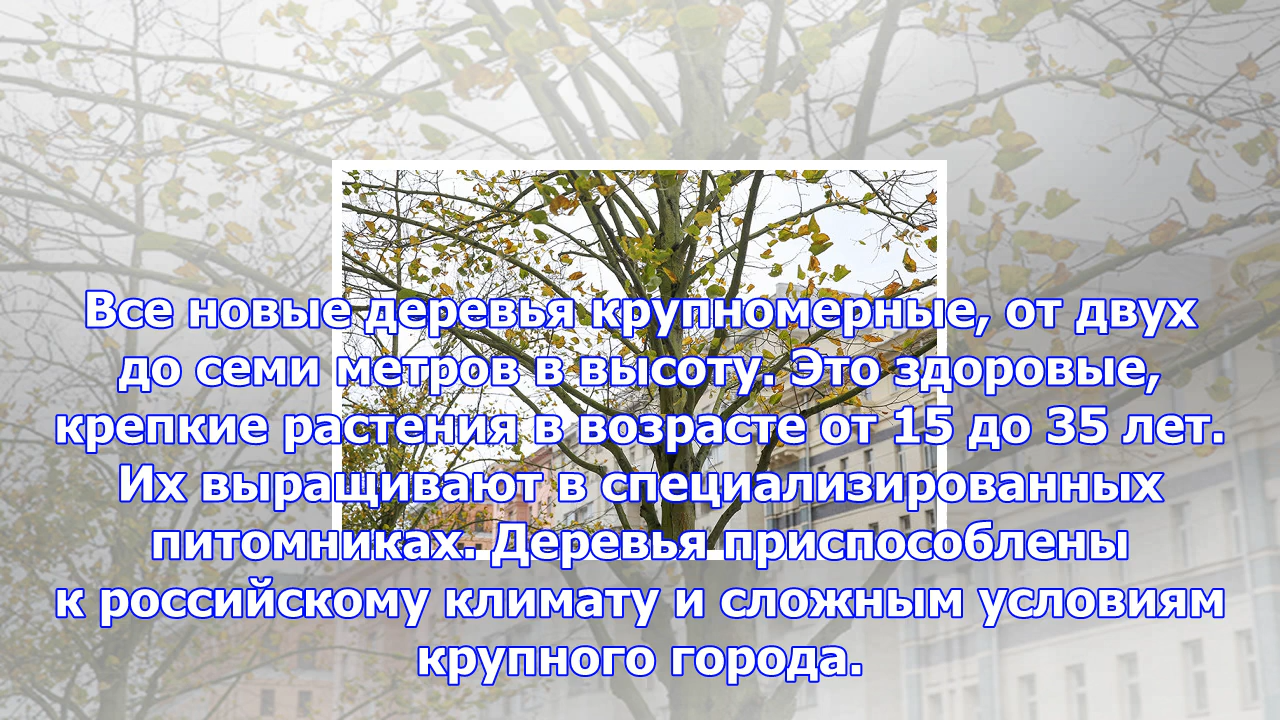 Все новые деревья крупномерные, от двух
до семи метров в высоту. Это здоровые,
крепкие растения в возрасте от 15 до 35 лет.
Их выращивают в специализированных
питомниках. Деревья приспособлены
к российскому климату и сложным условиям
крупного города.